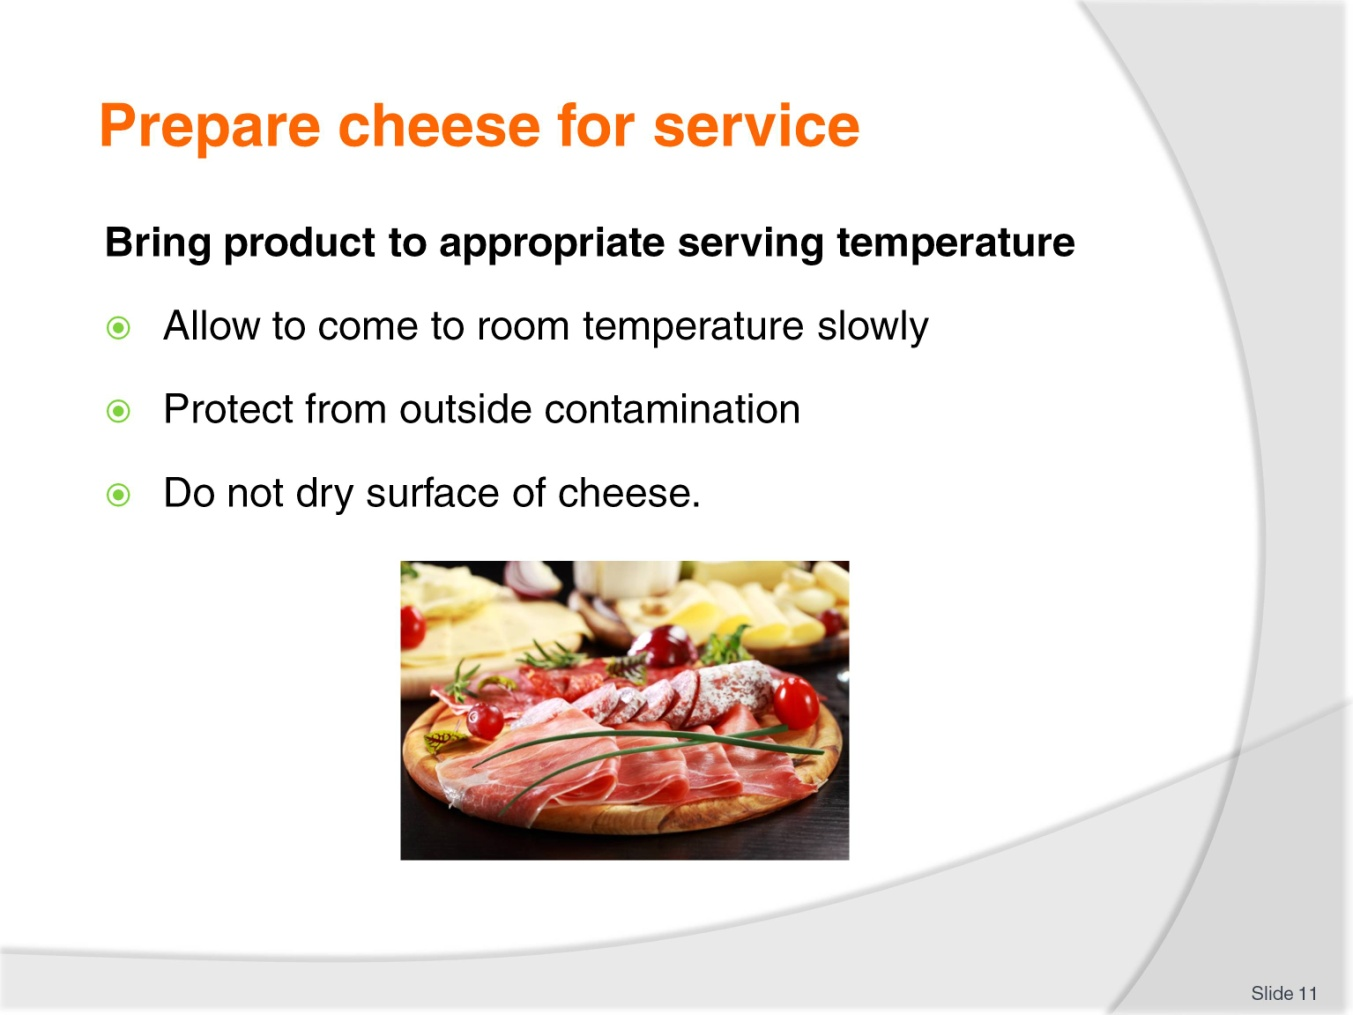 Prepare cheese for service
Bring product to appropriate serving temperature
Allow to come to room temperature slowly
Protect from outside contamination
Do not dry surface of cheese.
Slide 11